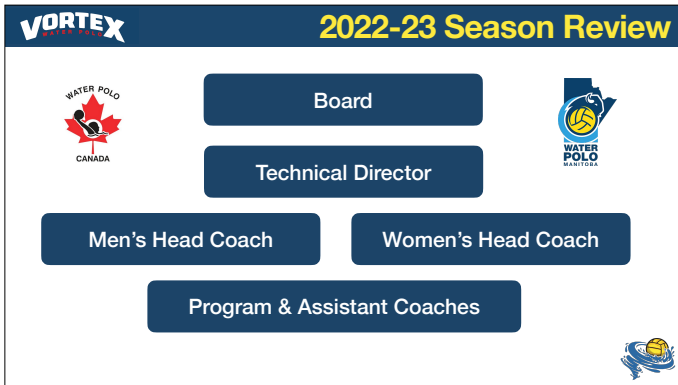 VORTEX
WATER POLO
2022-23 Season Review
WATER POLO
CANADA
Board
WATER
POLO
MANITOBA
Technical Director
Men's Head Coach
Women's Head Coach
Program & Assistant Coaches